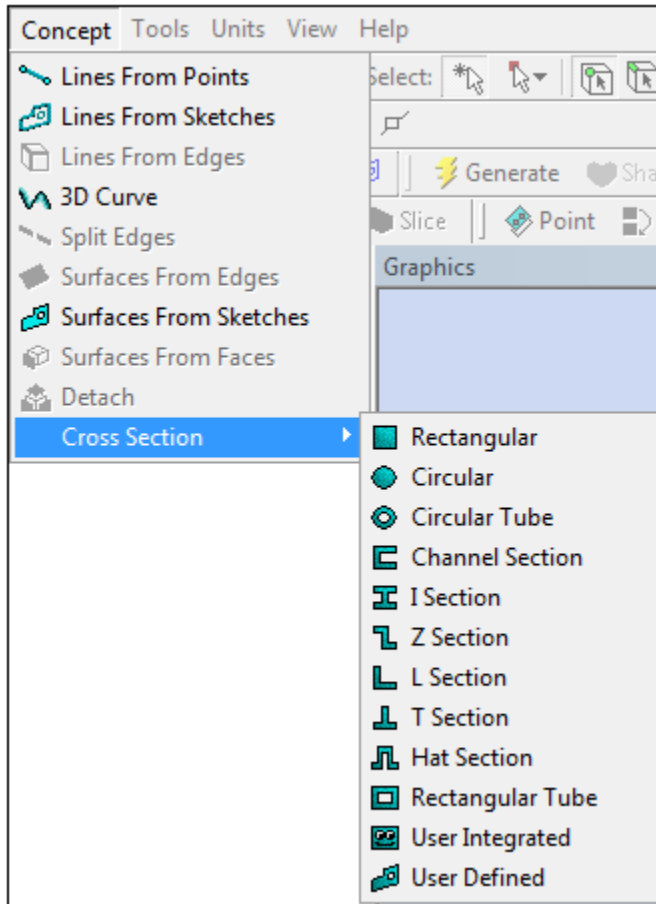 Concept Tools Units View Help
Lines From Points
Select:
Lines From Sketches
Lines From Edges
Generate Sha
3D Curve
Slice Point
Split Edges
Graphics
Surfaces From Edges
Surfaces From Sketches
Surfaces From Faces
Detach
Cross Section
Rectangular
Circular
Circular Tube
Channel Section
I Section
Z Section
L Section
T Section
Hat Section
Rectangular Tube
User Integrated
User Defined